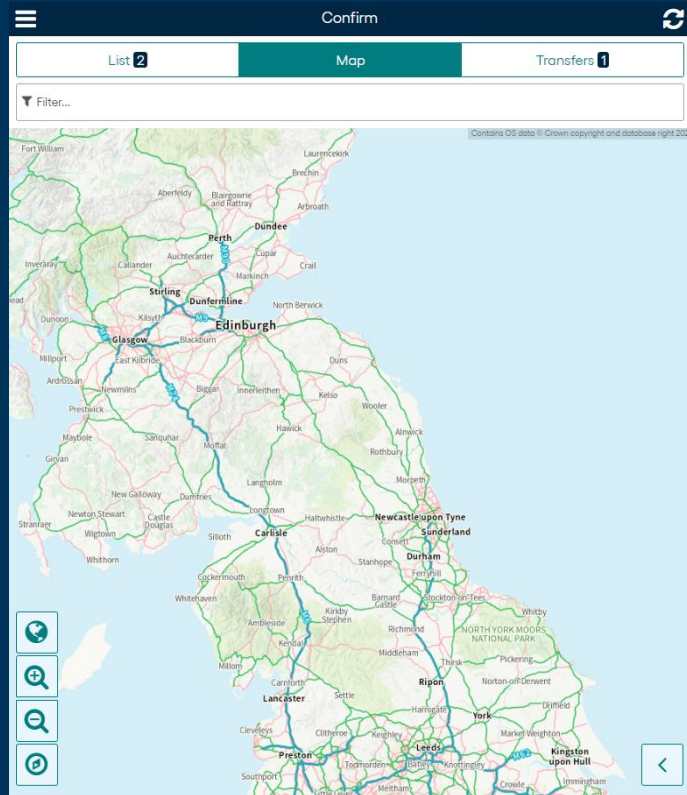 Confirm
List 2
Map
Transfers 1
Filter...
Contains OS data © Crown copyright and database right 202
Fort William
Laurencekirk
Brechin
Aberfeldy
Blairgowrie
and Rattray
Arbroath
Dundee
Perth
M90
Inveraray
Callander
Auchterarder
Cupar
Crail
Markinch
Stirling
Dunfermline
North Berwick
Dunoon
Kilsyth
M9
Edinburgh
M8
Glasgow
Blackburn
Millport
East Kilbride
Duns
Ardrossan
Newmilns
M74
Biggar
Innerleithen
Kelso
Wooler
Prestwick
Hawick
Alnwick
Maybole
Sanquhar
Moffat
Rothbury
Girvan
Langholm
Morpeth
New Galloway
Dumfries
Longtown
Newton Stewart
Castle
Douglas
Haltwhistle
Newcastle upon Tyne
Stranraer
Wigtown
Silloth
Carlisle
Sunderland
Consett
Whithorn
Alston
Durham
Stanhope
Ferryhill
Cockermouth
Penrith
Whitehaven
Barnard
Castle
Stockton-on-Tees
Whitby
Ambleside
M6
Kirkby
Stephen
Richmond
NORTH YORK MOORS
NATIONAL PARK
Kendal
Middleham
Thirsk
Pickering
Millom
Carnforth
Ripon
Norton-on-Derwent
Lancaster
Settle
Harrogate
York
Driffield
Cleveleys
Clitheroe
Keighley
Market Weighton
Leeds
M62
Kingston
upon Hull
Preston
Todmorden
Batley
Knottingley
Southport
Meltham
Crowle
Immingham